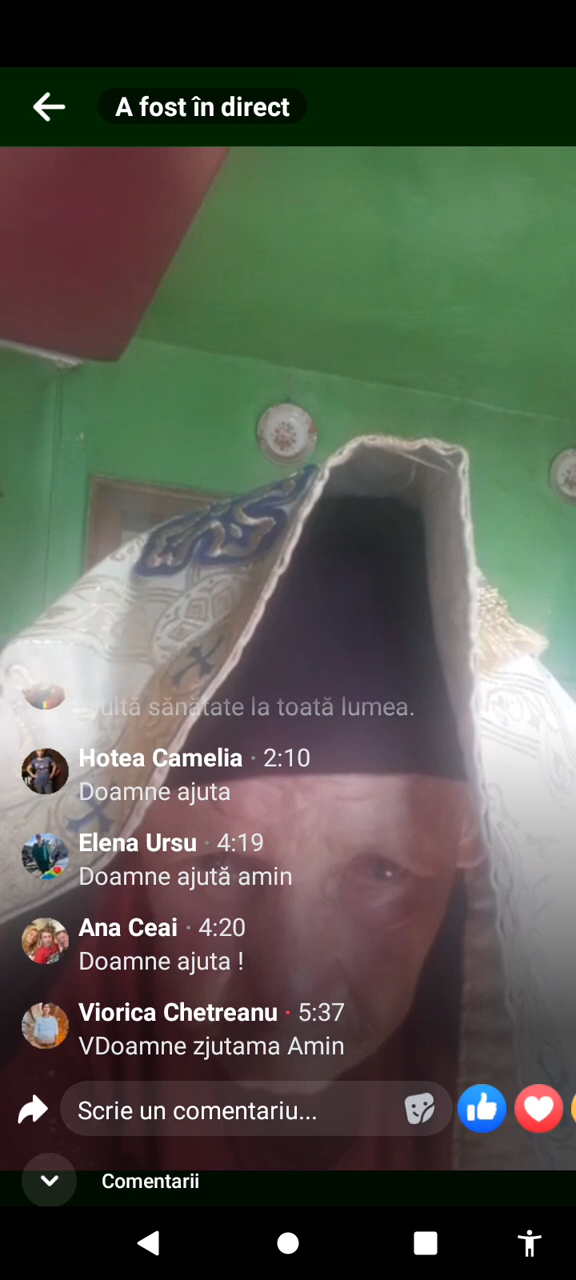 A fost în direct
sănătate la toată lumea.
Hotea Camelia · 2:10
Doamne ajuta
Elena Ursu · 4:19
Doamne ajută amin
Ana Ceai · 4:20
Doamne ajuta !
Viorica Chetreanu · 5:37
VDoamne zjutama Amin
Scrie un comentariu...
Comentarii